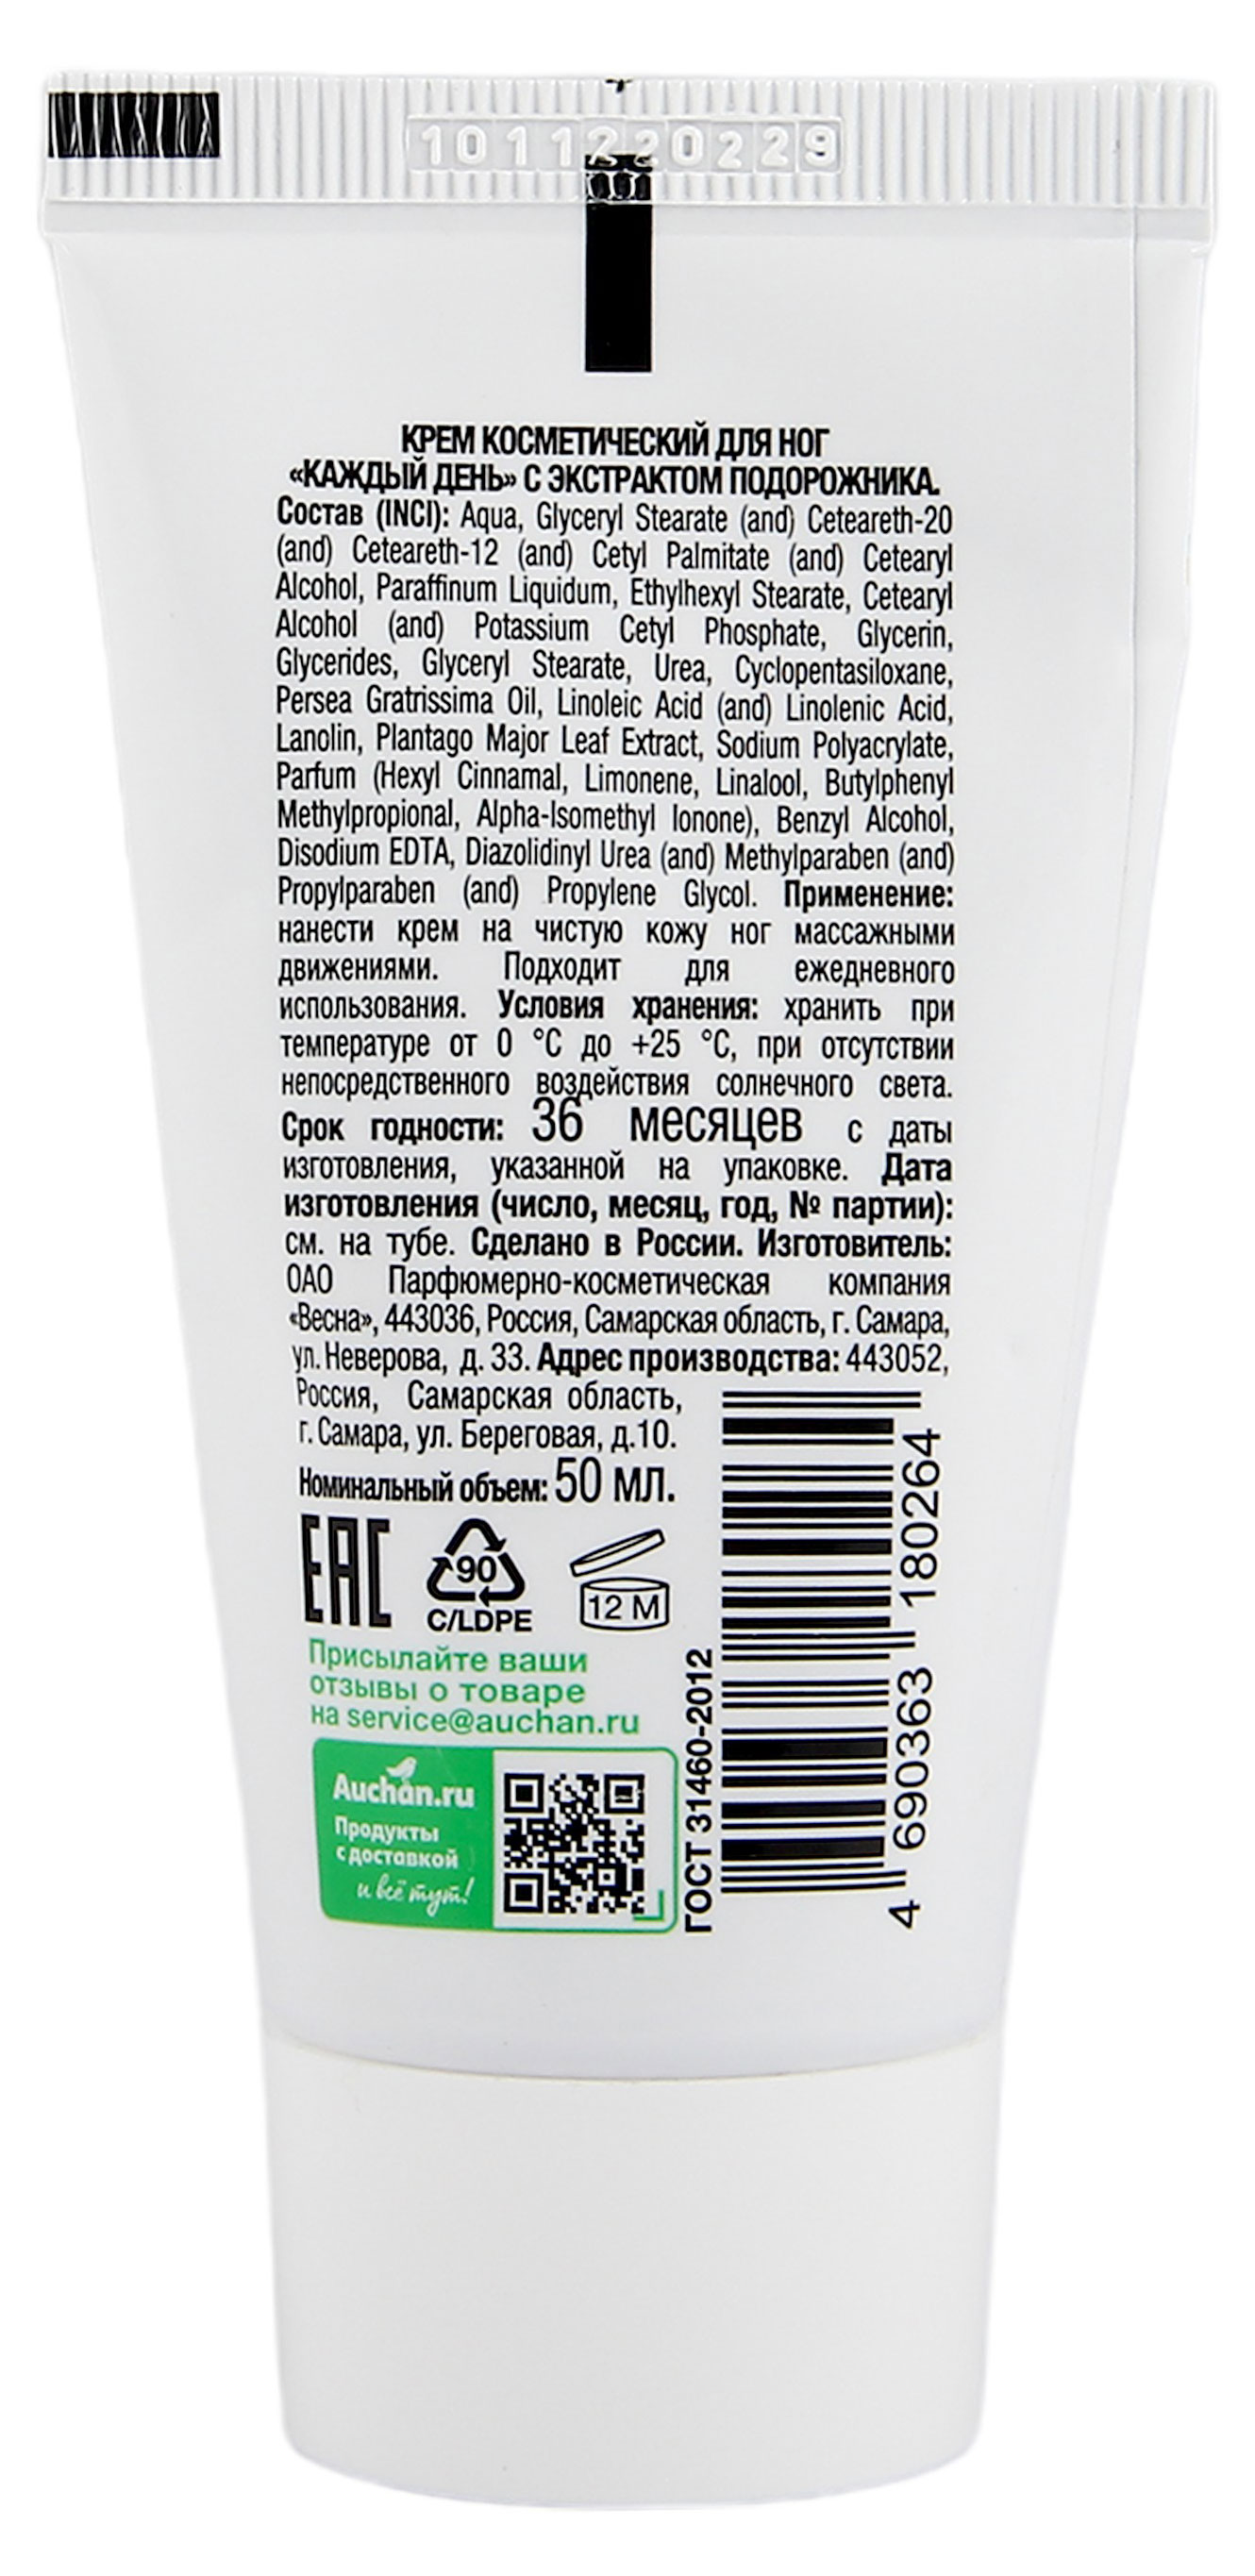 1011220229
КРЕМ КОСМЕТИЧЕСКИЙ ДЛЯ НОГ
«КАЖДЫЙ ДЕНЬ» С ЭКСТРАКТОМ ПОДОРОЖНИКА.
Состав (INCI): Aqua, Glyceryl Stearate (and) Ceteareth-20
(and) Ceteareth-12 (and) Cetyl Palmitate (and) Cetearyl
Alcohol, Paraffinum Liquidum, Ethylhexyl Stearate, Cetearyl
Alcohol (and) Potassium Cetyl Phosphate, Glycerin,
Glycerides, Glyceryl Stearate, Urea, Cyclopentasiloxane,
Persea Gratrissima Oil, Linoleic Acid (and) Linolenic Acid,
Lanolin, Plantago Major Leaf Extract, Sodium Polyacrylate,
Parfum (Hexyl Cinnamal, Limonene, Linalool, Butylphenyl
Methylpropional, Alpha-Isomethyl Ionone), Benzyl Alcohol,
Disodium EDTA, Diazolidinyl Urea (and) Methylparaben (and)
Propylparaben (and) Propylene Glycol. Применение:
нанести крем на чистую кожу ног массажными
движениями. Подходит для ежедневного
использования. Условия хранения: хранить при
температуре от 0 °С до +25 °С, при отсутствии
непосредственного воздействия солнечного света.
Срок годности: 36 месяцев с даты
изготовления, указанной на упаковке. Дата
изготовления (число, месяц, год, № партии):
см. на тубе. Сделано в России. Изготовитель:
ОАО Парфюмерно-косметическая компания
«Весна», 443036, Россия, Самарская область, г. Самара,
ул. Неверова, д. 33. Адрес производства: 443052,
Россия, Самарская область,
г. Самара, ул. Береговая, д.10.
Номинальный объем: 50 МЛ.
EAC
90
C/LDPE
12 M
Присылайте ваши
отзывы о товаре
на service@auchan.ru
Auchan.ru
Продукты
с доставкой
и всё тут!
ГОСТ 31460-2012
4 690363 180264